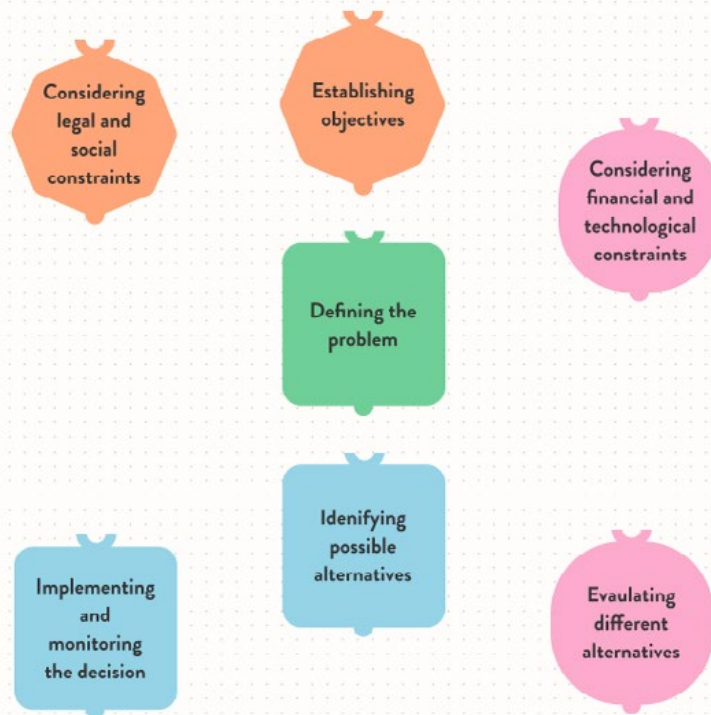 Considering
legal and
social
constraints
Establishing
objectives
Considering
financial and
technological
constraints
Defining the
problem
Idenifying
possible
alternatives
Implementing
and
monitoring
the decision
Evaulating
different
alternatives